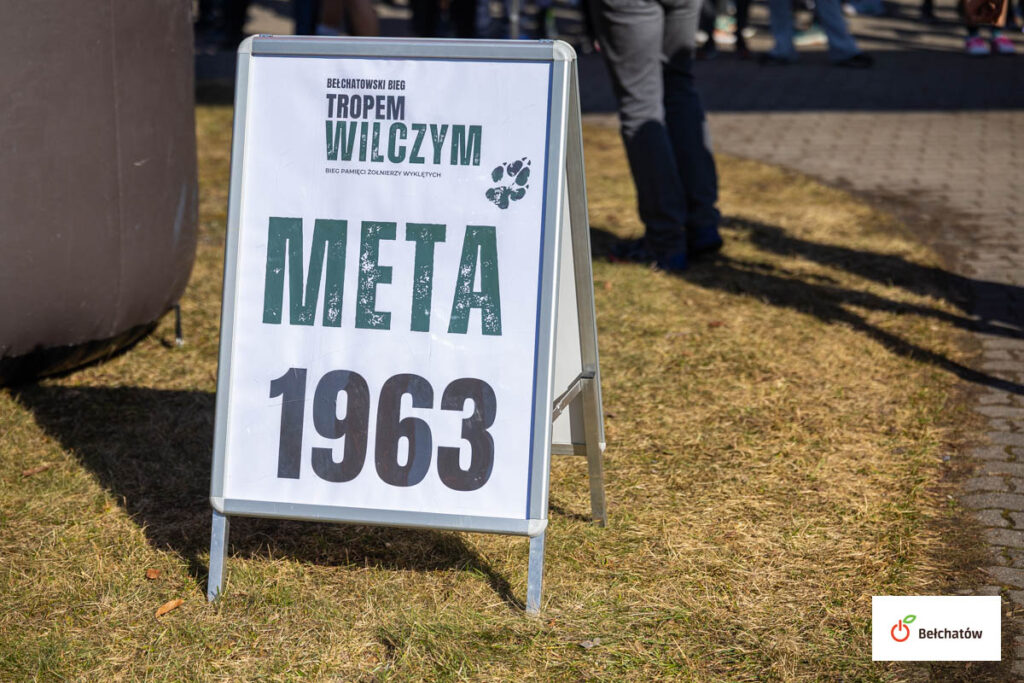 BEŁCHATOWSKI BIEG
TROPEM
WILCZYM
BIEG PAMIĘCI ŻOŁNIERZY WYKLĘTYCH
META
1963
Bełchatów